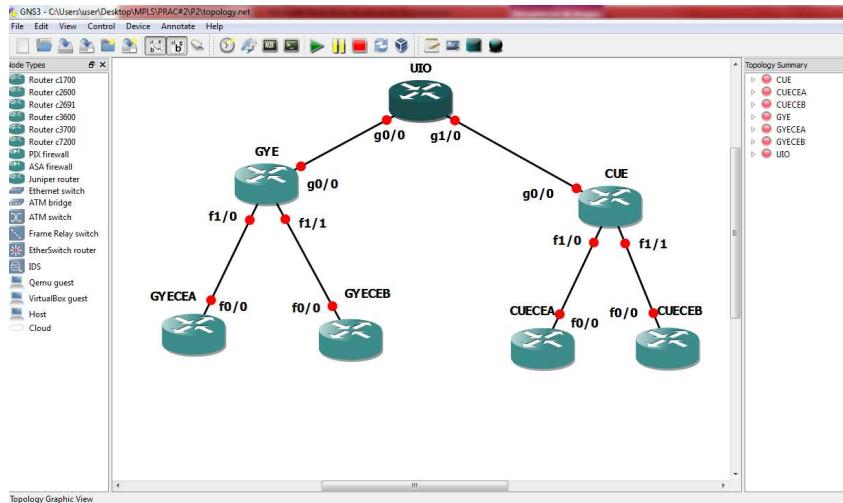 GNS3 - C:\Users\user\Desktop\MPLS\PRAC#2\P2\topology.net
File Edit View Control Device Annotate Help
Node Types
Router c1700
Router c2600
Router c2691
Router c3600
Router c3700
Router c7200
PIX firewall
ASA firewall
Juniper router
Ethernet switch
ATM bridge
ATM switch
Frame Relay switch
EtherSwitch router
IDS
Qemu guest
VirtualBox guest
Host
Cloud
UIO
g0/0 g1/0
GYE
g0/0
f1/0 f1/1
CUE
g0/0
f1/0 f1/1
GYECEA
f0/0
GYECEB
f0/0
CUECEA
f0/0
CUECEB
f0/0
Topology Summary
CUE
CUECEA
CUECEB
GYE
GYECEA
GYECEB
UIO
Topology Graphic View